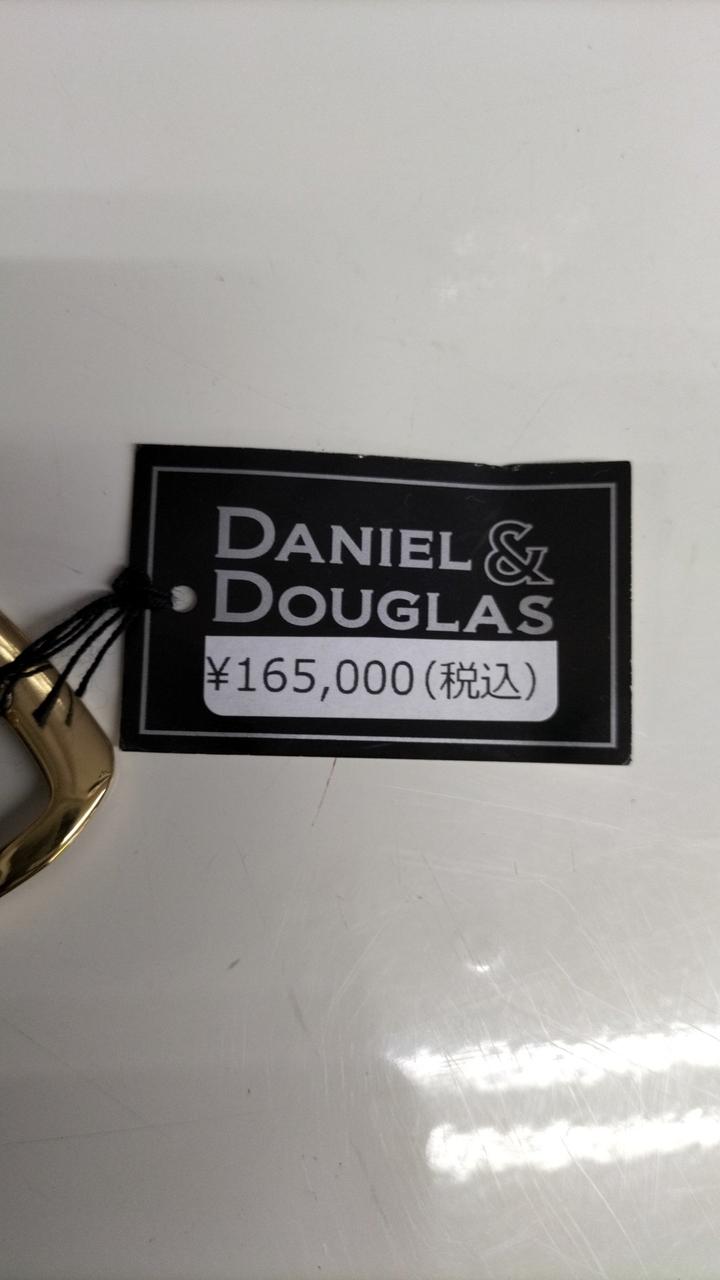 DANIEL &
DOUGLAS
¥165,000(税込)